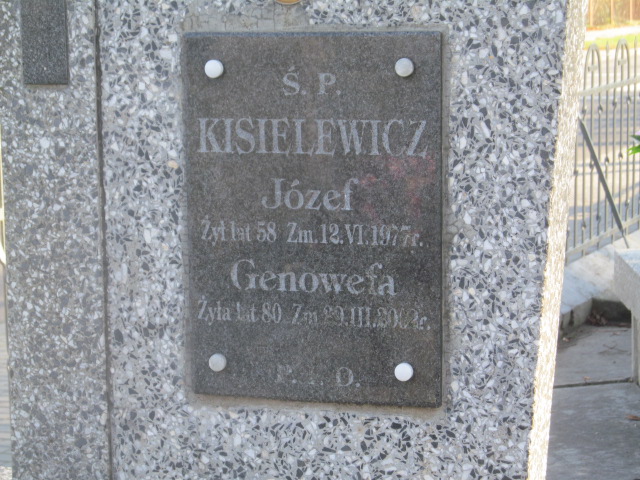 Ś. P.
KISIELEWICZ
Józef
Żył lat 58 Zm. 12.VI.1977r.
Genowefa
Żyła lat 80 Zm
P. D.